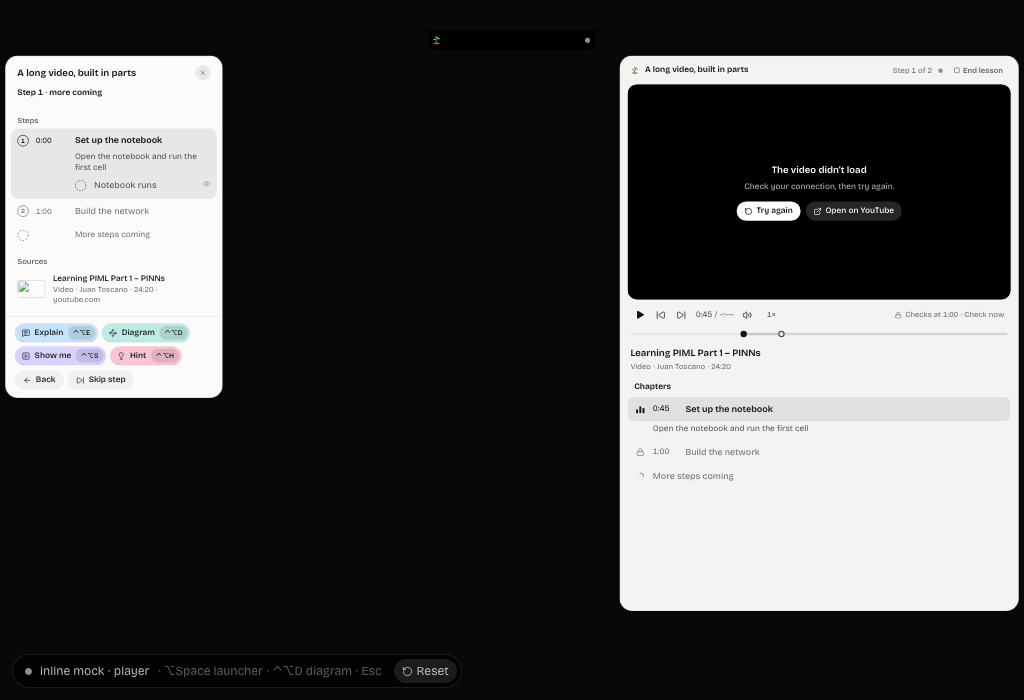 A long video, built in parts
Step 1 · more coming
Steps
1 0:00 Set up the notebook
Open the notebook and run the
first cell
Notebook runs
2 1:00 Build the network
More steps coming
Sources
Learning PIML Part 1 – PINNs
Video · Juan Toscano · 24:20 ·
youtube.com
Explain ⌃⌥E Diagram ⌃⌥D
Show me ⌃⌥S Hint ⌃⌥H
Back Skip step
A long video, built in parts Step 1 of 2 End lesson
The video didn't load
Check your connection, then try again.
Try again Open on YouTube
0:45 / –:–– 1× Checks at 1:00 · Check now
Learning PIML Part 1 – PINNs
Video · Juan Toscano · 24:20
Chapters
0:45 Set up the notebook
Open the notebook and run the first cell
1:00 Build the network
More steps coming
inline mock · player · ⌥Space launcher · ⌃⌥D diagram · Esc Reset